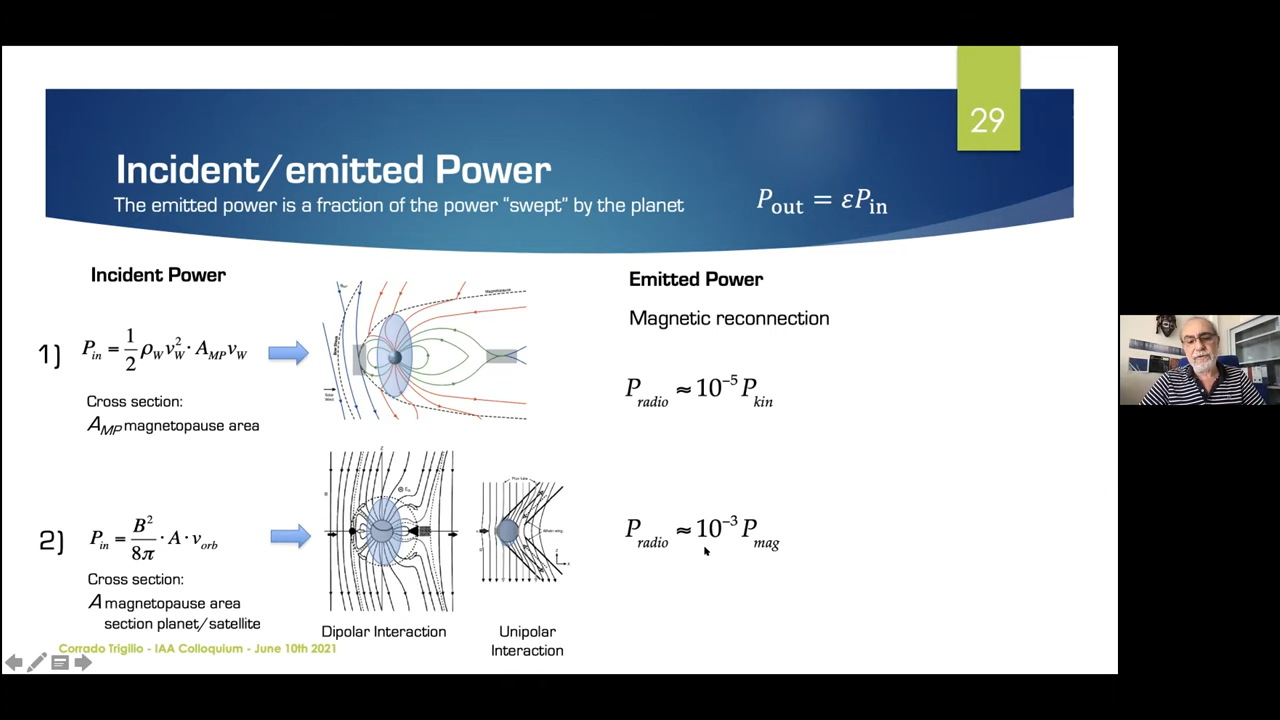 29
Incident/emitted Power
The emitted power is a fraction of the power “swept” by the planet
P_out = εP_in
Incident Power
1) P_in = 1/2 ρ_W v_W^2 · A_MP v_W
Cross section:
A_MP magnetopause area
2) P_in = B^2/8π · A · v_orb
Cross section:
A magnetopause area
section planet/satellite
Dipolar Interaction
Unipolar
Interaction
Emitted Power
Magnetic reconnection
P_radio ≈ 10^-5 P_kin
P_radio ≈ 10^-3 P_mag
Corrado Trigilio - IAA Colloquium - June 10th 2021